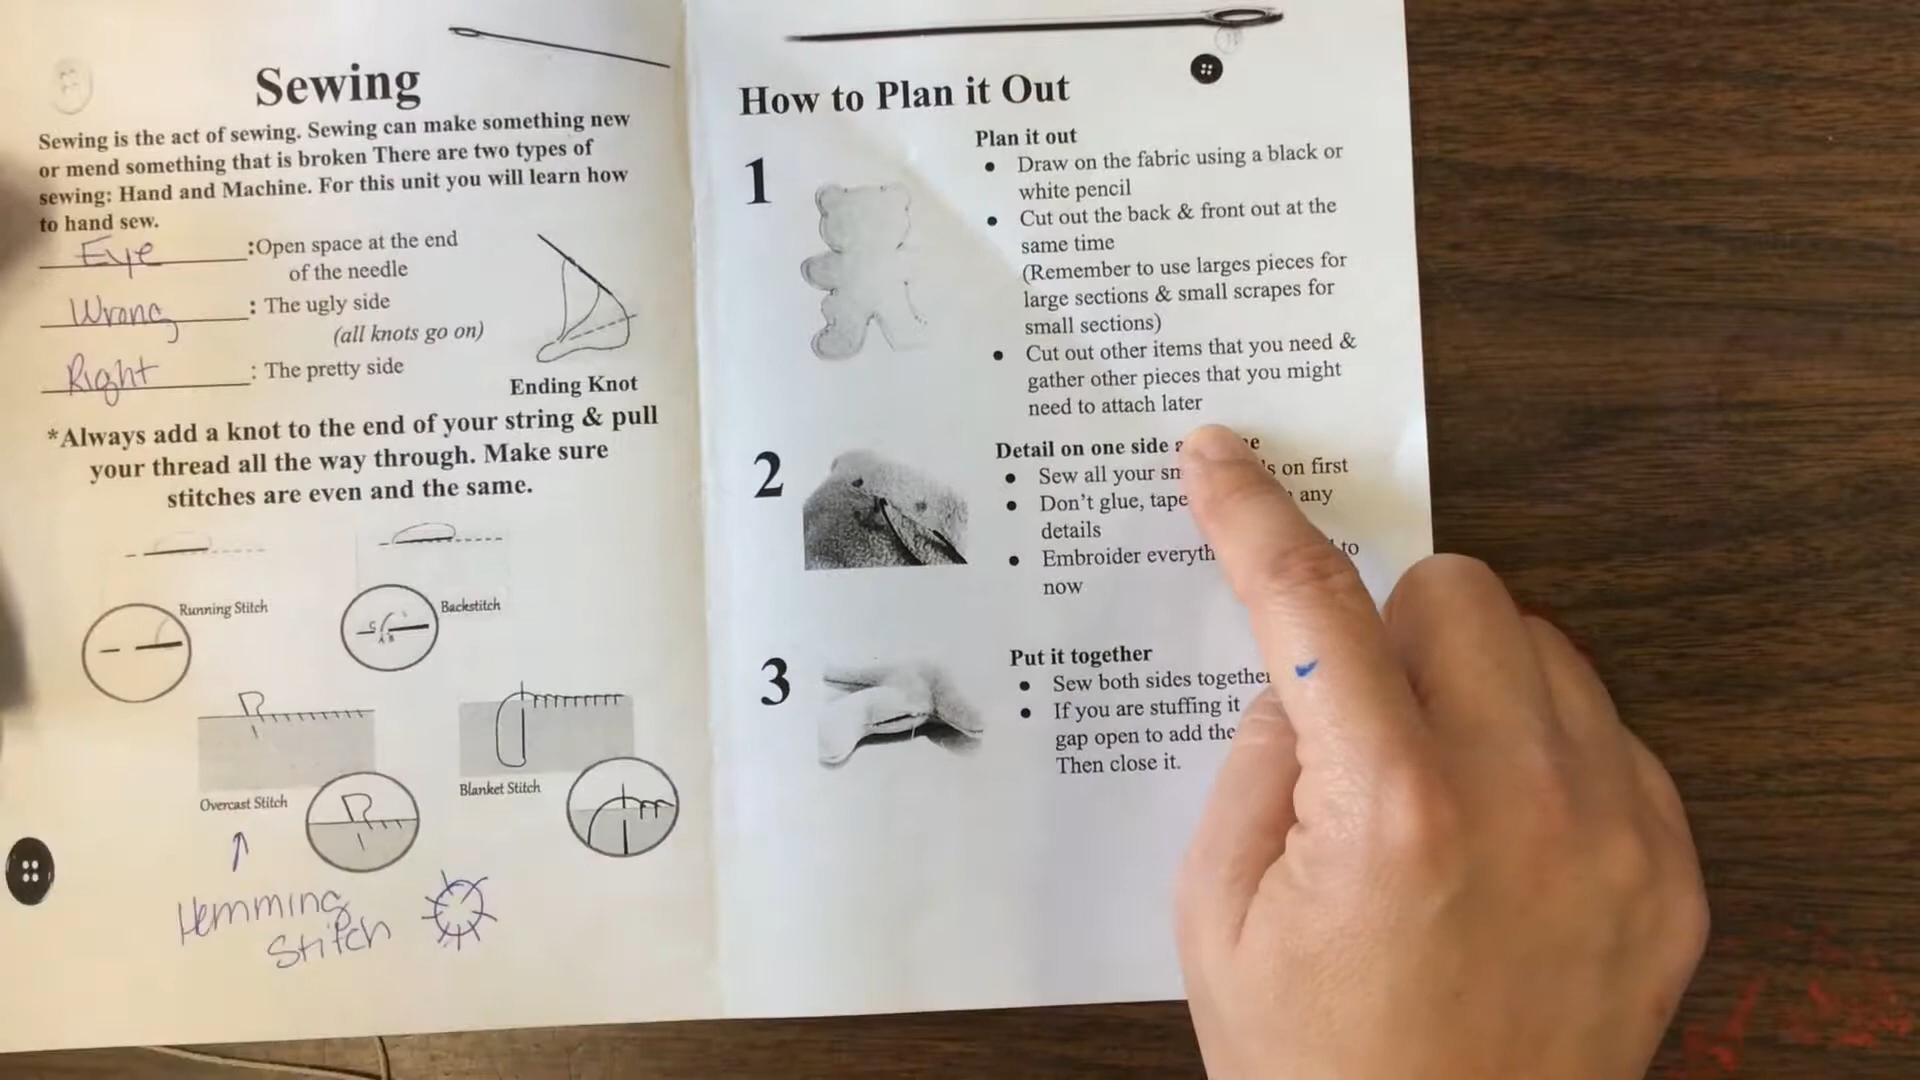 Sewing
Sewing is the act of sewing. Sewing can make something new
or mend something that is broken There are two types of
sewing: Hand and Machine. For this unit you will learn how
to hand sew.
Eye :Open space at the end
of the needle
Wrong : The ugly side
(all knots go on)
Right : The pretty side
Ending Knot
*Always add a knot to the end of your string & pull
your thread all the way through. Make sure
stitches are even and the same.
Running Stitch
Backstitch
Overcast Stitch
Blanket Stitch
Hemming
Stitch
How to Plan it Out
1
Plan it out
• Draw on the fabric using a black or
white pencil
• Cut out the back & front out at the
same time
(Remember to use larges pieces for
large sections & small scrapes for
small sections)
• Cut out other items that you need &
gather other pieces that you might
need to attach later
2
Detail on one side
• Sew all your on first
• Don't glue, tape any
details
• Embroider to
now
3
Put it together
• Sew both sides together
• If you are stuffing it
gap open to add the
Then close it.